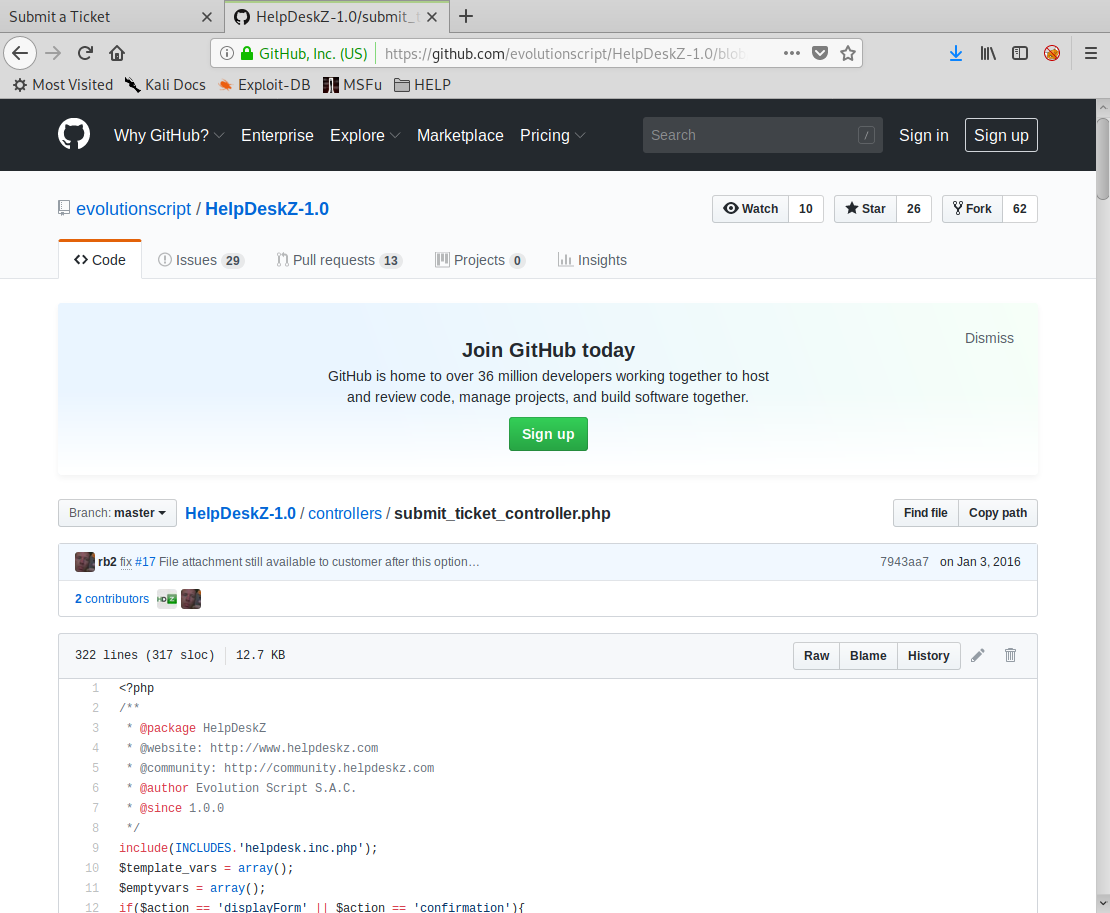 Submit a Ticket
HelpDeskZ-1.0/submit_t
GitHub, Inc. (US)
https://github.com/evolutionscript/HelpDeskZ-1.0/blob
Most Visited
Kali Docs
Exploit-DB
MSFu
HELP
Why GitHub?
Enterprise
Explore
Marketplace
Pricing
Search
/
Sign in
Sign up
evolutionscript / HelpDeskZ-1.0
Watch 10
Star 26
Fork 62
<> Code
Issues 29
Pull requests 13
Projects 0
Insights
Dismiss
Join GitHub today
GitHub is home to over 36 million developers working together to host
and review code, manage projects, and build software together.
Sign up
Branch: master
HelpDeskZ-1.0 / controllers / submit_ticket_controller.php
Find file
Copy path
rb2 fix #17 File attachment still available to customer after this option…
7943aa7 on Jan 3, 2016
2 contributors
HDZ
322 lines (317 sloc) 12.7 KB
Raw
Blame
History
1 <?php
2 /**
3 * @package HelpDeskZ
4 * @website: http://www.helpdeskz.com
5 * @community: http://community.helpdeskz.com
6 * @author Evolution Script S.A.C.
7 * @since 1.0.0
8 */
9 include(INCLUDES.'helpdesk.inc.php');
10 $template_vars = array();
11 $emptyvars = array();
12 if($action == 'displayForm' || $action == 'confirmation'){